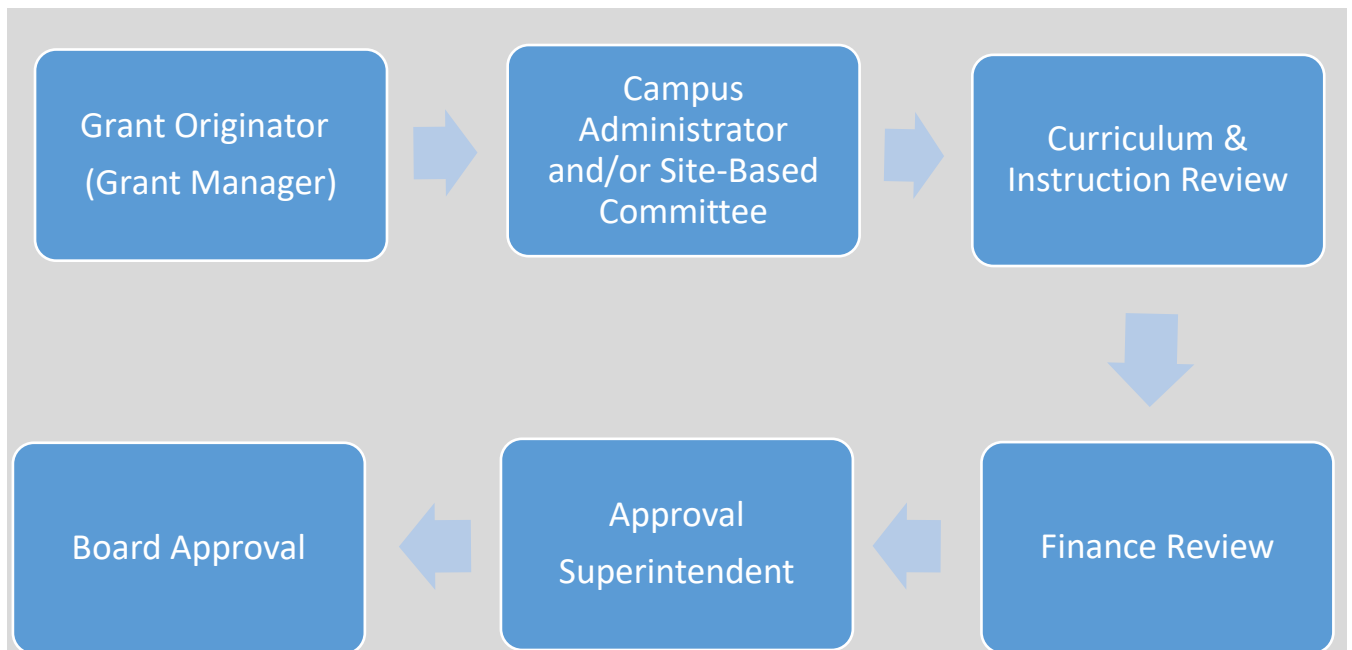 Grant Originator
(Grant Manager)
Campus
Administrator
and/or Site-Based
Committee
Curriculum &
Instruction Review
Finance Review
Approval
Superintendent
Board Approval